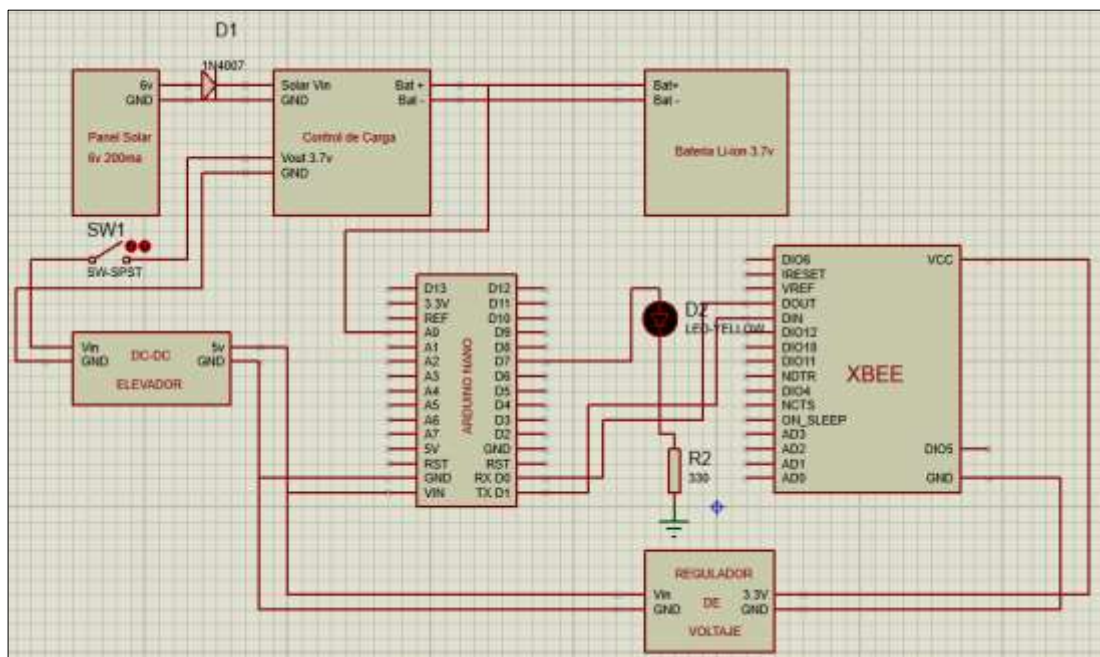 D1
1N4007
6v
GND
Panel Solar
6v 200ma
Solar Vin
GND
Bat +
Bat -
Control de Carga
Vout 3.7v
GND
Bat+
Bat -
Bateria Li-Ion 3.7v
SW1
SW-SPST
Vin
GND
DC-DC
ELEVADOR
5v
GND
D13
3.3V
REF
A0
A1
A2
A3
A4
A5
A6
A7
5V
RST
GND
VIN
ARDUINO NANO
D12
D11
D10
D9
D8
D7
D6
D5
D4
D3
D2
GND
RST
RX D0
TX D1
D2
LED-YELLOW
R2
330
DIO6
IRESET
VREF
DOUT
DIN
DIO12
DIO10
DIO11
NDTR
DIO4
NCTS
ON_SLEEP
AD3
AD2
AD1
AD0
XBEE
VCC
DIO5
GND
REGULADOR
DE
VOLTAJE
Vin
GND
3.3V
GND